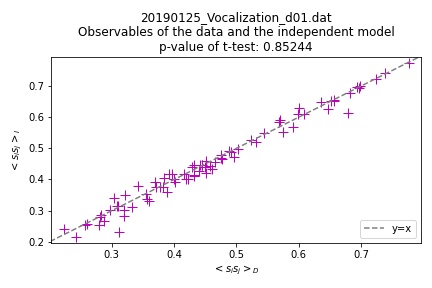 20190125_Vocalization_d01.dat
Observables of the data and the independent model
p-value of t-test: 0.85244
0.7
0.6
0.5
0.4
0.3
0.2
< s_i s_j >_I
y=x
0.3 0.4 0.5 0.6 0.7
< s_i s_j >_D